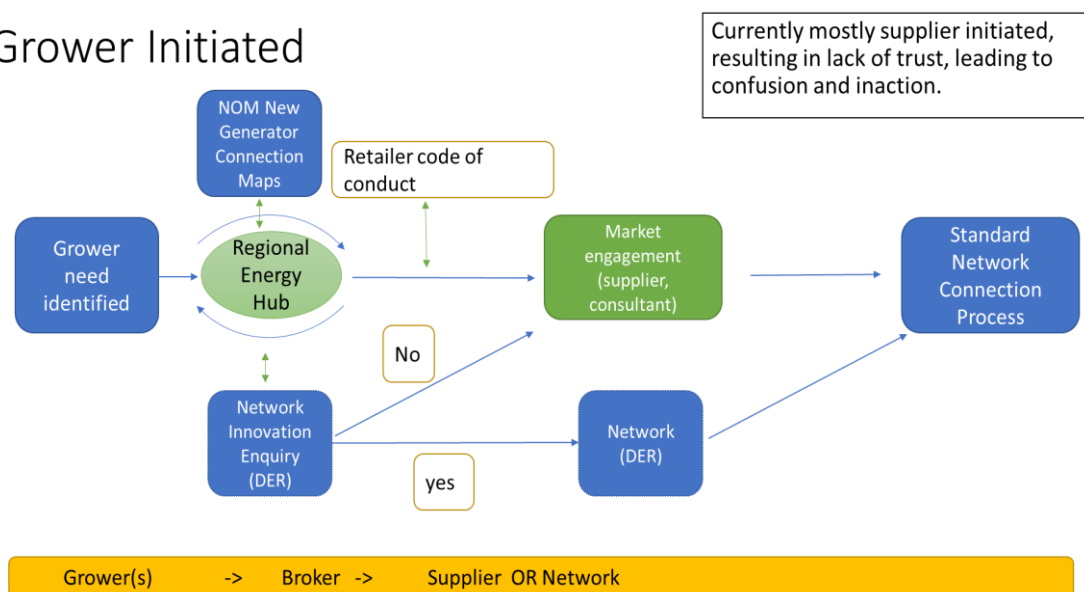 Grower Initiated
Currently mostly supplier initiated,
resulting in lack of trust, leading to
confusion and inaction.
NOM New
Generator
Connection
Maps
Retailer code of
conduct
Grower
need
identified
Regional
Energy
Hub
Market
engagement
(supplier,
consultant)
Standard
Network
Connection
Process
No
Network
Innovation
Enquiry
(DER)
yes
Network
(DER)
Grower(s) -> Broker -> Supplier OR Network